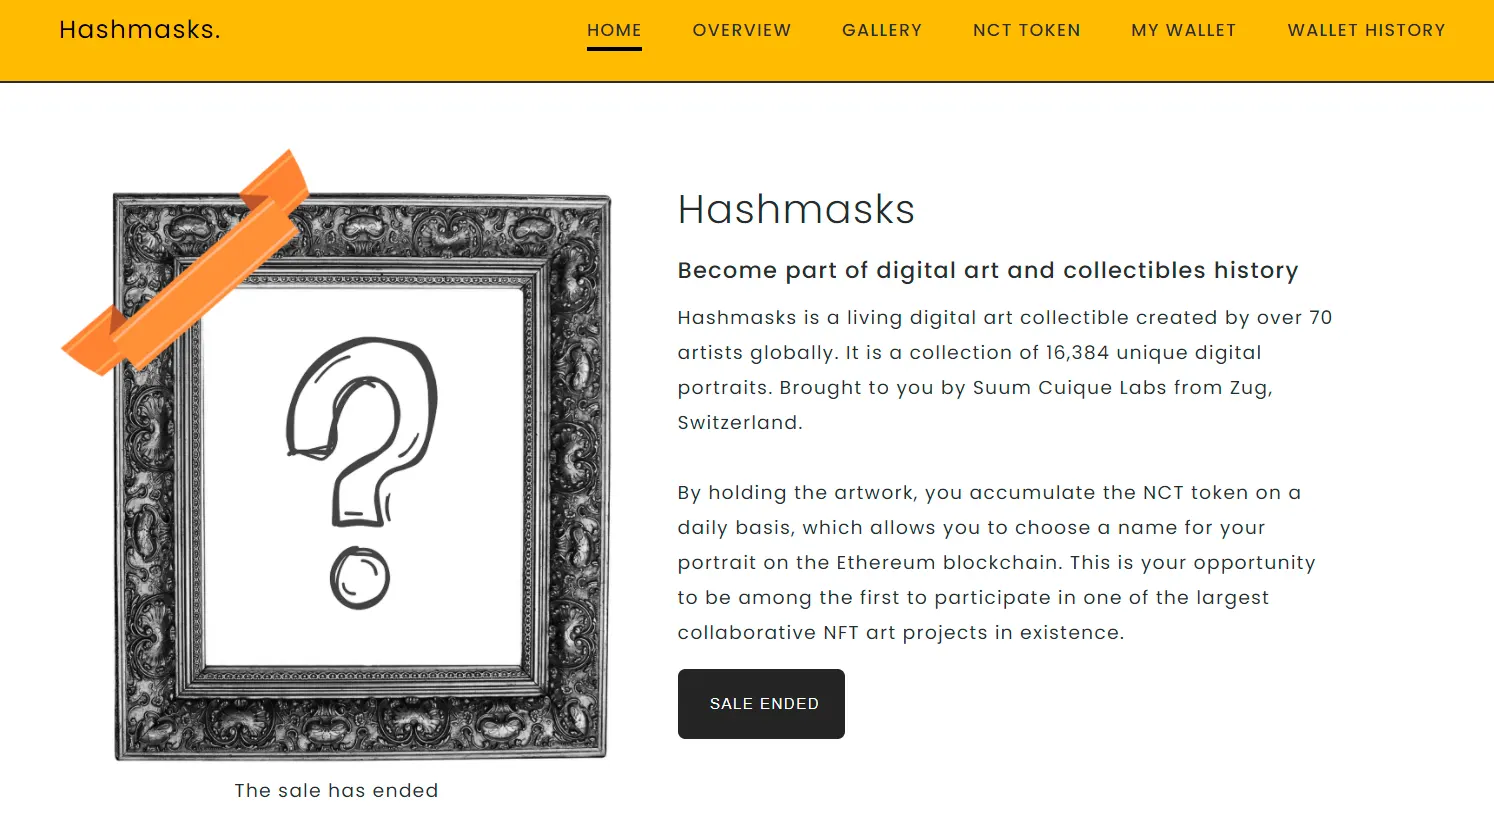 Hashmasks.
HOME OVERVIEW GALLERY NCT TOKEN MY WALLET WALLET HISTORY
?
Hashmasks
Become part of digital art and collectibles history
Hashmasks is a living digital art collectible created by over 70
artists globally. It is a collection of 16,384 unique digital
portraits. Brought to you by Suum Cuique Labs from Zug,
Switzerland.
By holding the artwork, you accumulate the NCT token on a
daily basis, which allows you to choose a name for your
portrait on the Ethereum blockchain. This is your opportunity
to be among the first to participate in one of the largest
collaborative NFT art projects in existence.
SALE ENDED
The sale has ended